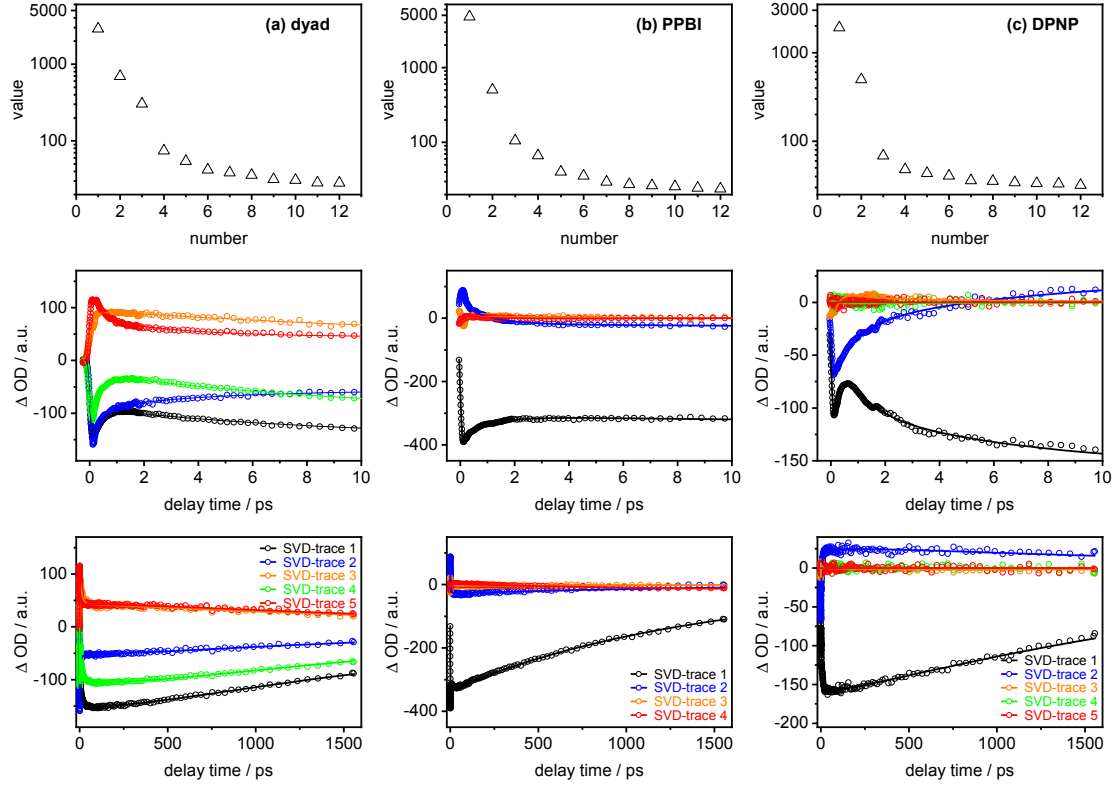 (a) dyad
5000
1000
100
value
0 2 4 6 8 10 12
number
(b) PPBI
5000
1000
100
value
0 2 4 6 8 10 12
number
(c) DPNP
3000
1000
100
value
0 2 4 6 8 10 12
number
100
0
-100
Δ OD / a.u.
0 2 4 6 8 10
delay time / ps
0
-200
-400
Δ OD / a.u.
0 2 4 6 8 10
delay time / ps
0
-50
-100
-150
Δ OD / a.u.
0 2 4 6 8 10
delay time / ps
SVD-trace 1
SVD-trace 2
SVD-trace 3
SVD-trace 4
SVD-trace 5
100
0
-100
Δ OD / a.u.
0 500 1000 1500
delay time / ps
100
0
-100
-200
-300
-400
Δ OD / a.u.
SVD-trace 1
SVD-trace 2
SVD-trace 3
SVD-trace 4
0 500 1000 1500
delay time / ps
25
0
-25
-50
-75
-100
-125
-150
-175
-200
Δ OD / a.u.
SVD-trace 1
SVD-trace 2
SVD-trace 3
SVD-trace 4
SVD-trace 5
0 500 1000 1500
delay time / ps